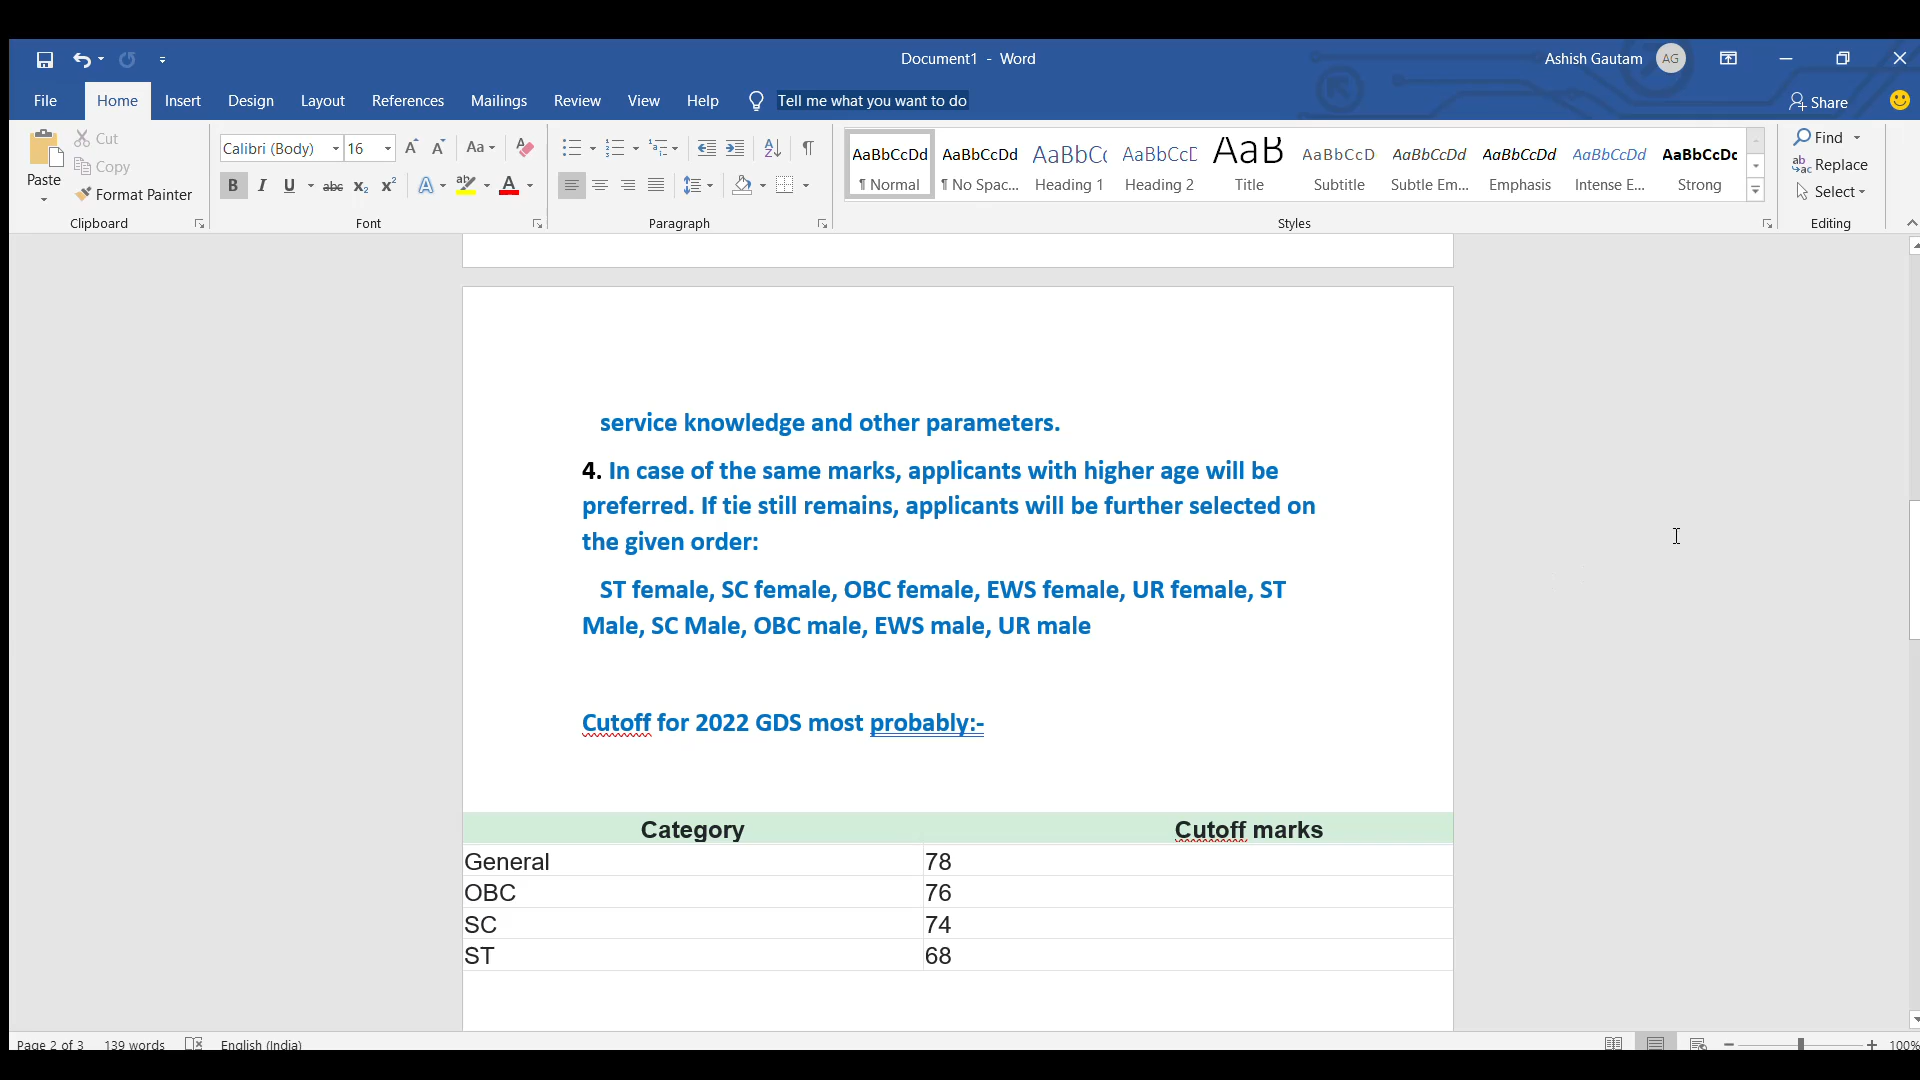 Document1 - Word
Ashish Gautam AG
File Home Insert Design Layout References Mailings Review View Help Tell me what you want to do Share
Paste
Cut
Copy
Format Painter
Clipboard
Calibri (Body) 16
Font
Paragraph
AaBbCcDd AaBbCcDd AaBbC AaBbCc AaB AaBbCcD AaBbCcDd AaBbCcDd AaBbCcDd AaBbCcDc
¶ Normal ¶ No Spac... Heading 1 Heading 2 Title Subtitle Subtle Em... Emphasis Intense E... Strong
Styles
Find
Replace
Select
Editing
service knowledge and other parameters.
4. In case of the same marks, applicants with higher age will be
preferred. If tie still remains, applicants will be further selected on
the given order:
ST female, SC female, OBC female, EWS female, UR female, ST
Male, SC Male, OBC male, EWS male, UR male
Cutoff for 2022 GDS most probably:-
Category Cutoff marks
General 78
OBC 76
SC 74
ST 68
Page 2 of 3 139 words English (India) 100%